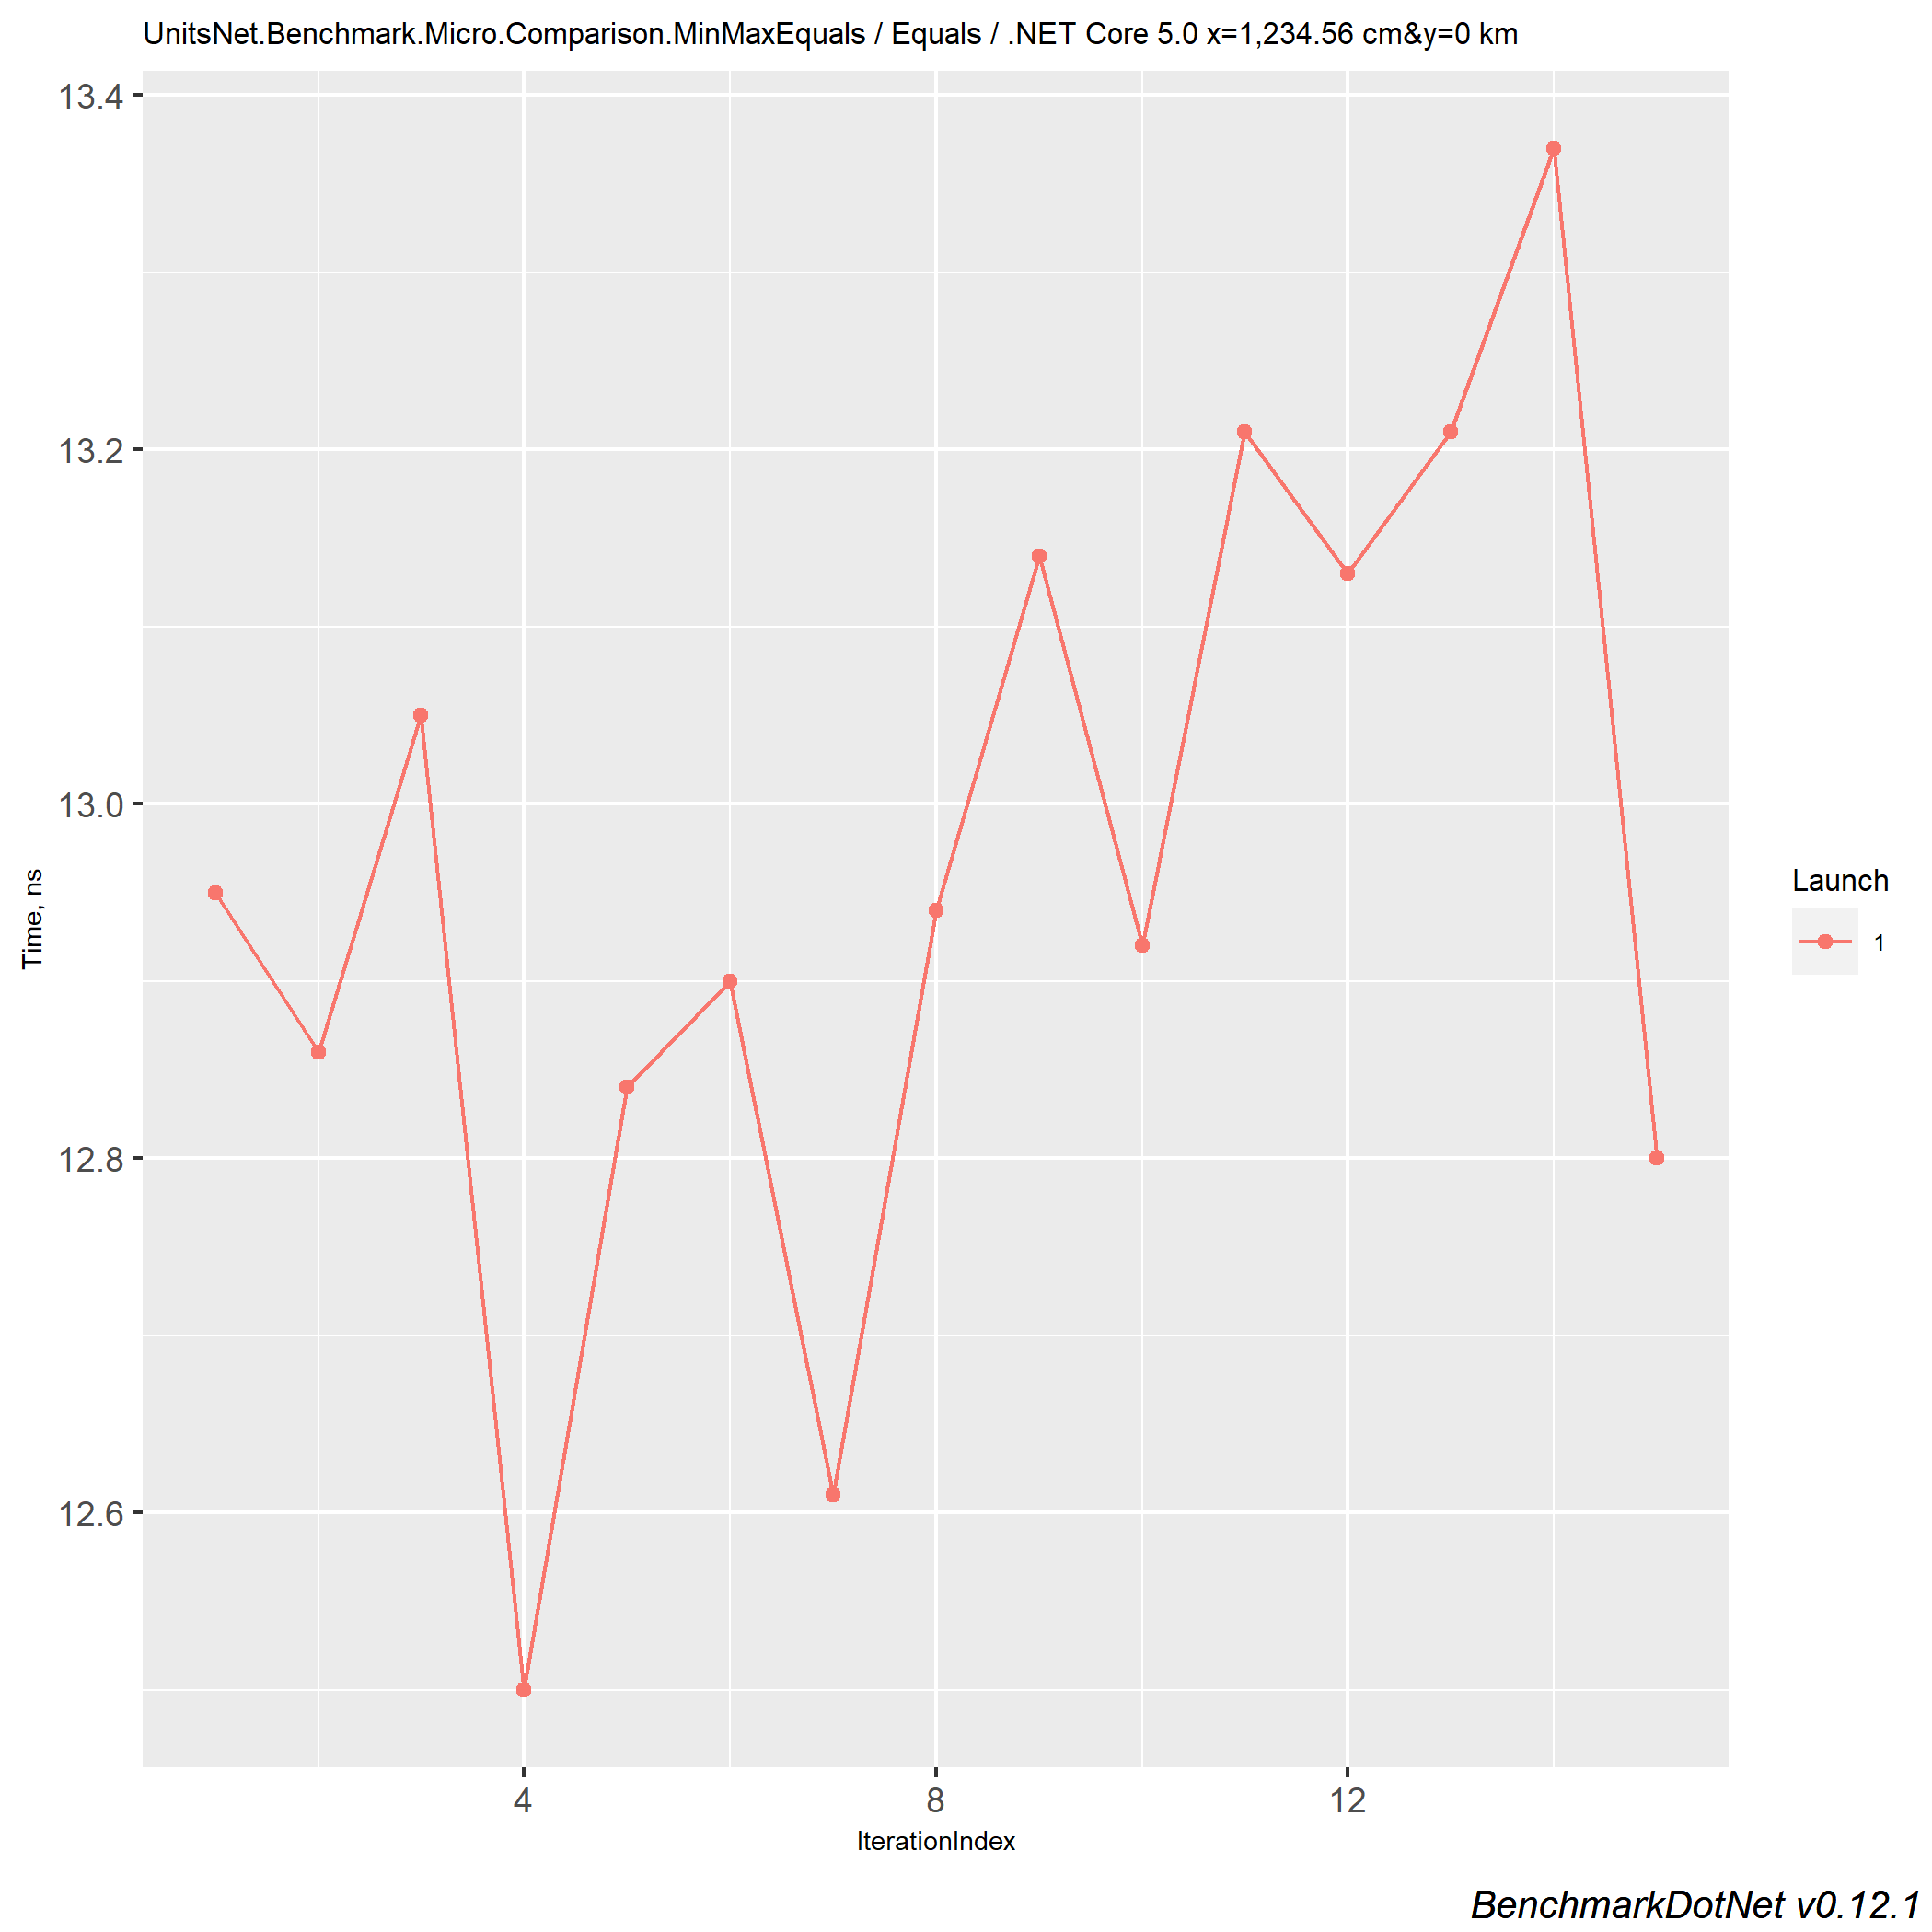 UnitsNet.Benchmark.Micro.Comparison.MinMaxEquals / Equals / .NET Core 5.0 x=1,234.56 cm&y=0 km
13.4
13.2
13.0
12.8
12.6
Time, ns
4
8
12
IterationIndex
Launch
1
BenchmarkDotNet v0.12.1